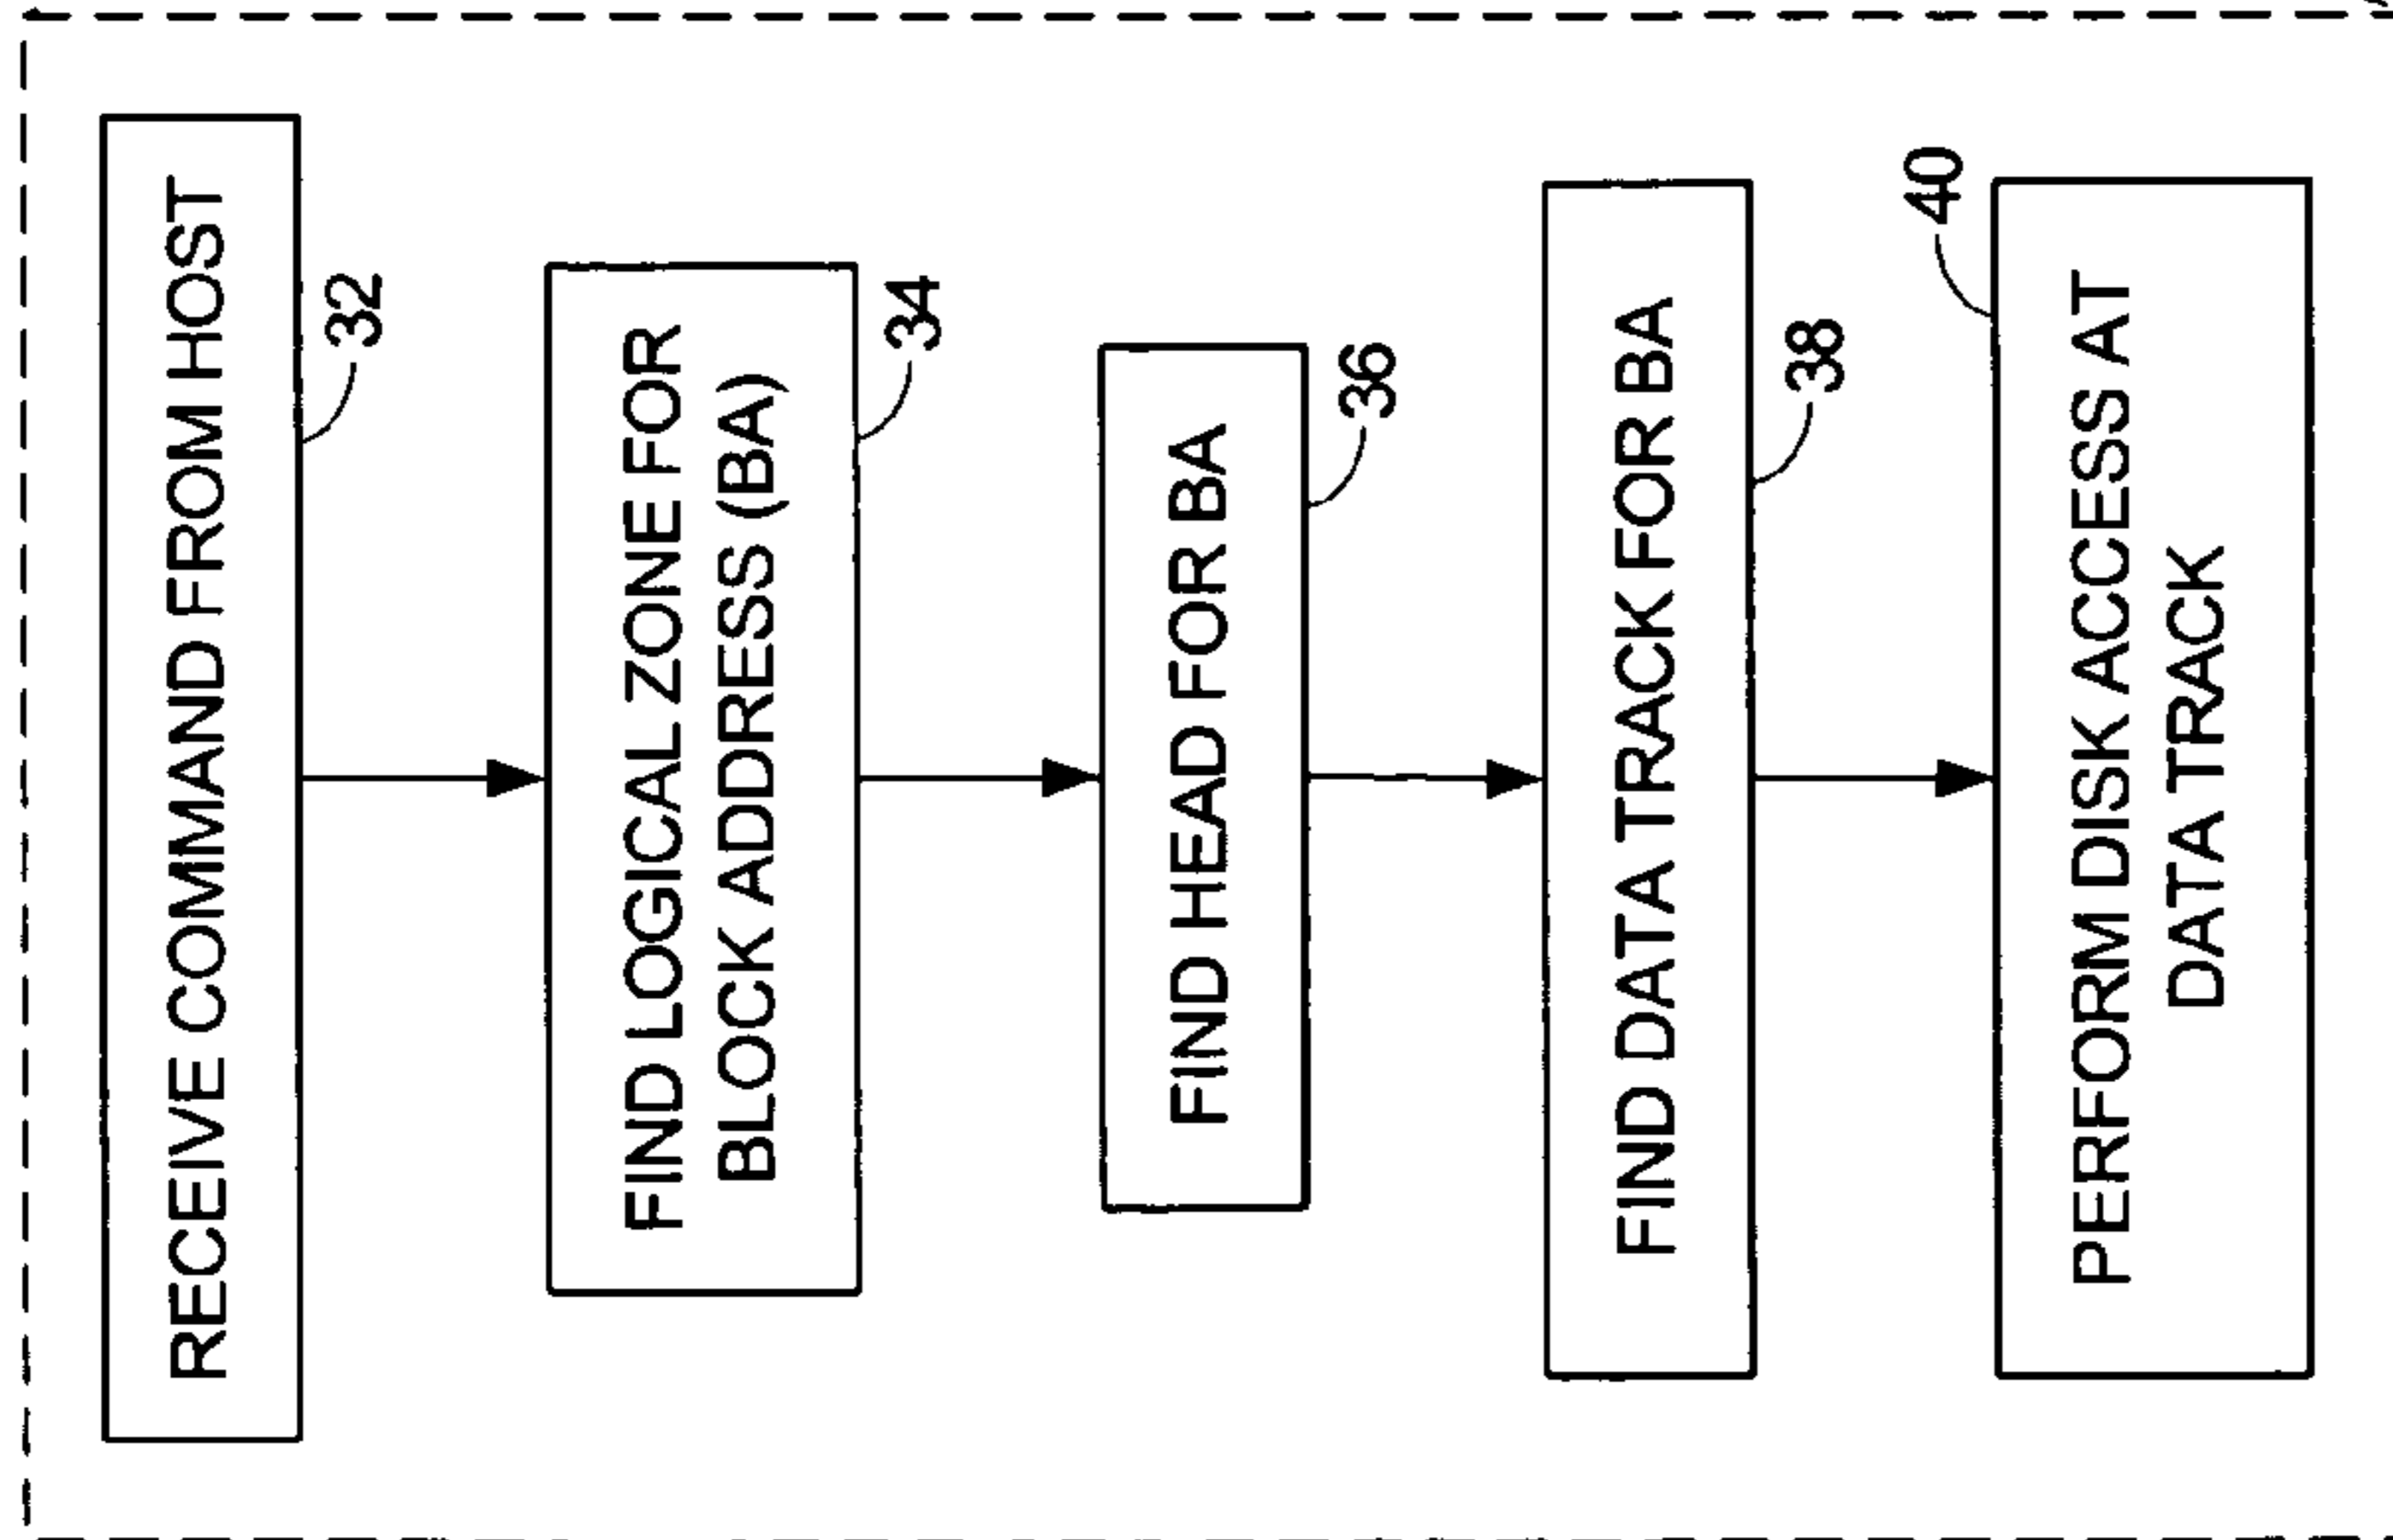 RECEIVE COMMAND FROM HOST
32
FIND LOGICAL ZONE FOR
BLOCK ADDRESS (BA)
34
FIND HEAD FOR BA
36
FIND DATA TRACK FOR BA
38
40
PERFORM DISK ACCESS AT
DATA TRACK